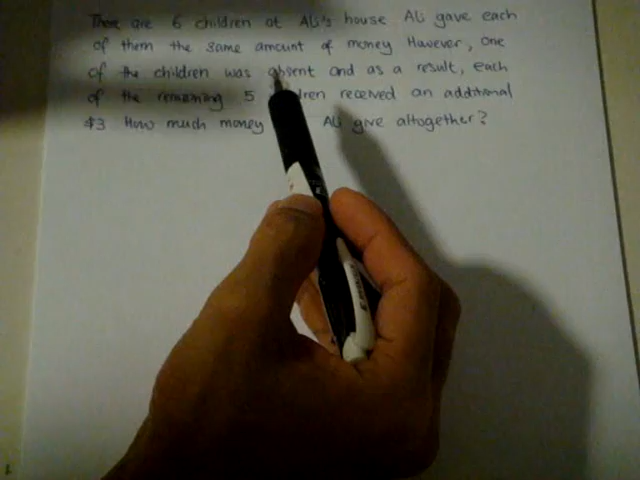 There are 6 children at Ali's house Ali gave each
of them the same amount of money However, one
of the children was absent and as a result, each
of the remaining 5 dren received an additional
$3 How much money Ali give altogether?